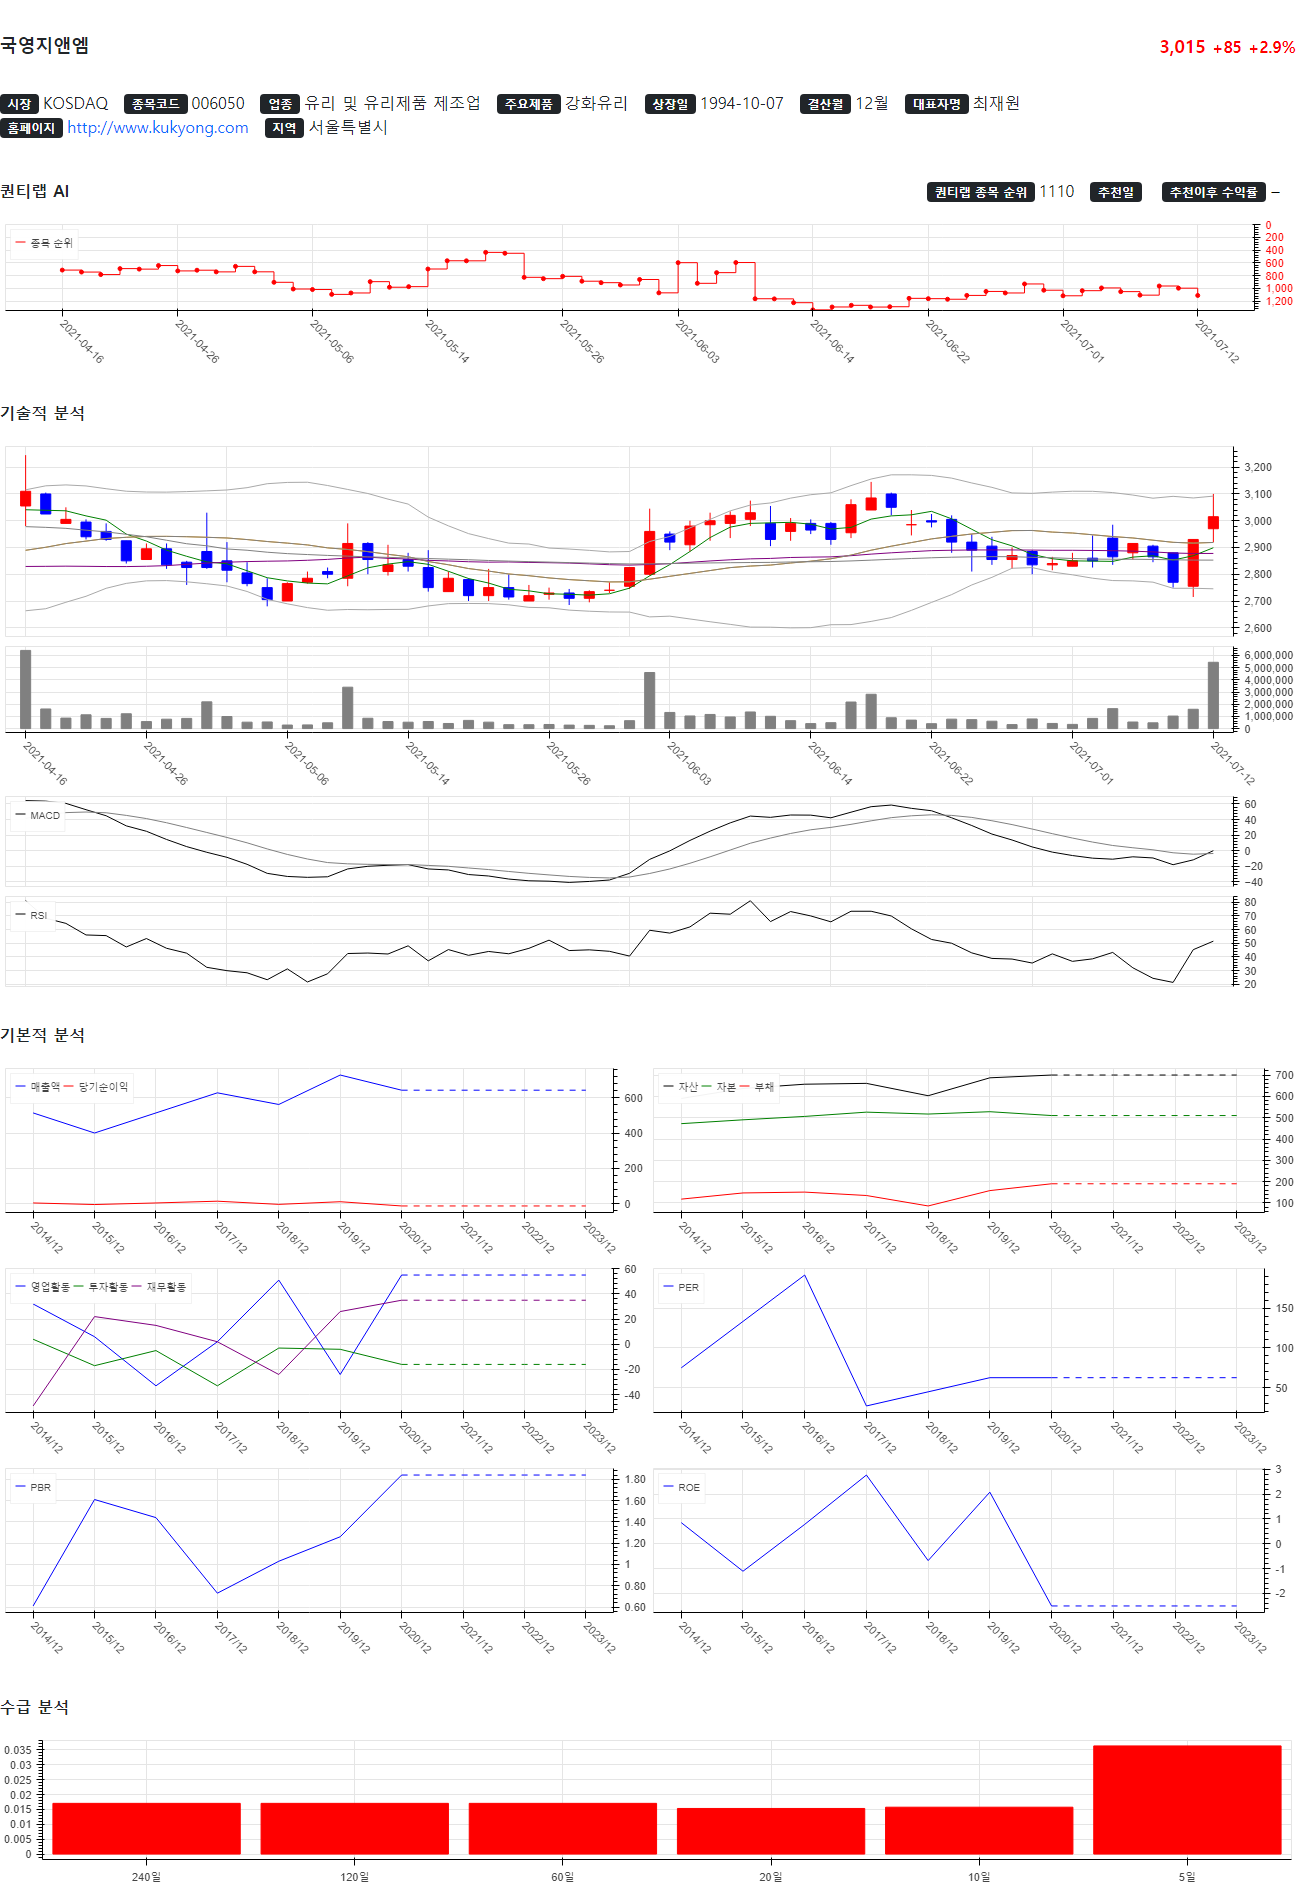 국영지앤엠
3,015 +85 +2.9%
시장 KOSDAQ 종목코드 006050 업종 유리 및 유리제품 제조업 주요제품 강화유리 상장일 1994-10-07 결산월 12월 대표자명 최재원
홈페이지 http://www.kukyong.com 지역 서울특별시
퀀티랩 AI
퀀티랩 종목 순위 1110 추천일 추천이후 수익률 –
종목 순위
0
200
400
600
800
1,000
1,200
2021-04-16 2021-04-26 2021-05-06 2021-05-14 2021-05-26 2021-06-03 2021-06-14 2021-06-22 2021-07-01 2021-07-12
기술적 분석
3,200
3,100
3,000
2,900
2,800
2,700
2,600
6,000,000
5,000,000
4,000,000
3,000,000
2,000,000
1,000,000
0
2021-04-16 2021-04-26 2021-05-06 2021-05-14 2021-05-26 2021-06-03 2021-06-14 2021-06-22 2021-07-01 2021-07-12
MACD
60
40
20
0
−20
−40
RSI
80
70
60
50
40
30
20
기본적 분석
매출액 당기순이익
600
400
200
0
2014/12 2015/12 2016/12 2017/12 2018/12 2019/12 2020/12 2021/12 2022/12 2023/12
자산 자본 부채
700
600
500
400
300
200
100
2014/12 2015/12 2016/12 2017/12 2018/12 2019/12 2020/12 2021/12 2022/12 2023/12
영업활동 투자활동 재무활동
60
40
20
0
-20
-40
2014/12 2015/12 2016/12 2017/12 2018/12 2019/12 2020/12 2021/12 2022/12 2023/12
PER
150
100
50
2014/12 2015/12 2016/12 2017/12 2018/12 2019/12 2020/12 2021/12 2022/12 2023/12
PBR
1.80
1.60
1.40
1.20
1
0.80
0.60
2014/12 2015/12 2016/12 2017/12 2018/12 2019/12 2020/12 2021/12 2022/12 2023/12
ROE
3
2
1
0
-1
-2
2014/12 2015/12 2016/12 2017/12 2018/12 2019/12 2020/12 2021/12 2022/12 2023/12
수급 분석
0.035
0.03
0.025
0.02
0.015
0.01
0.005
0
240일 120일 60일 20일 10일 5일